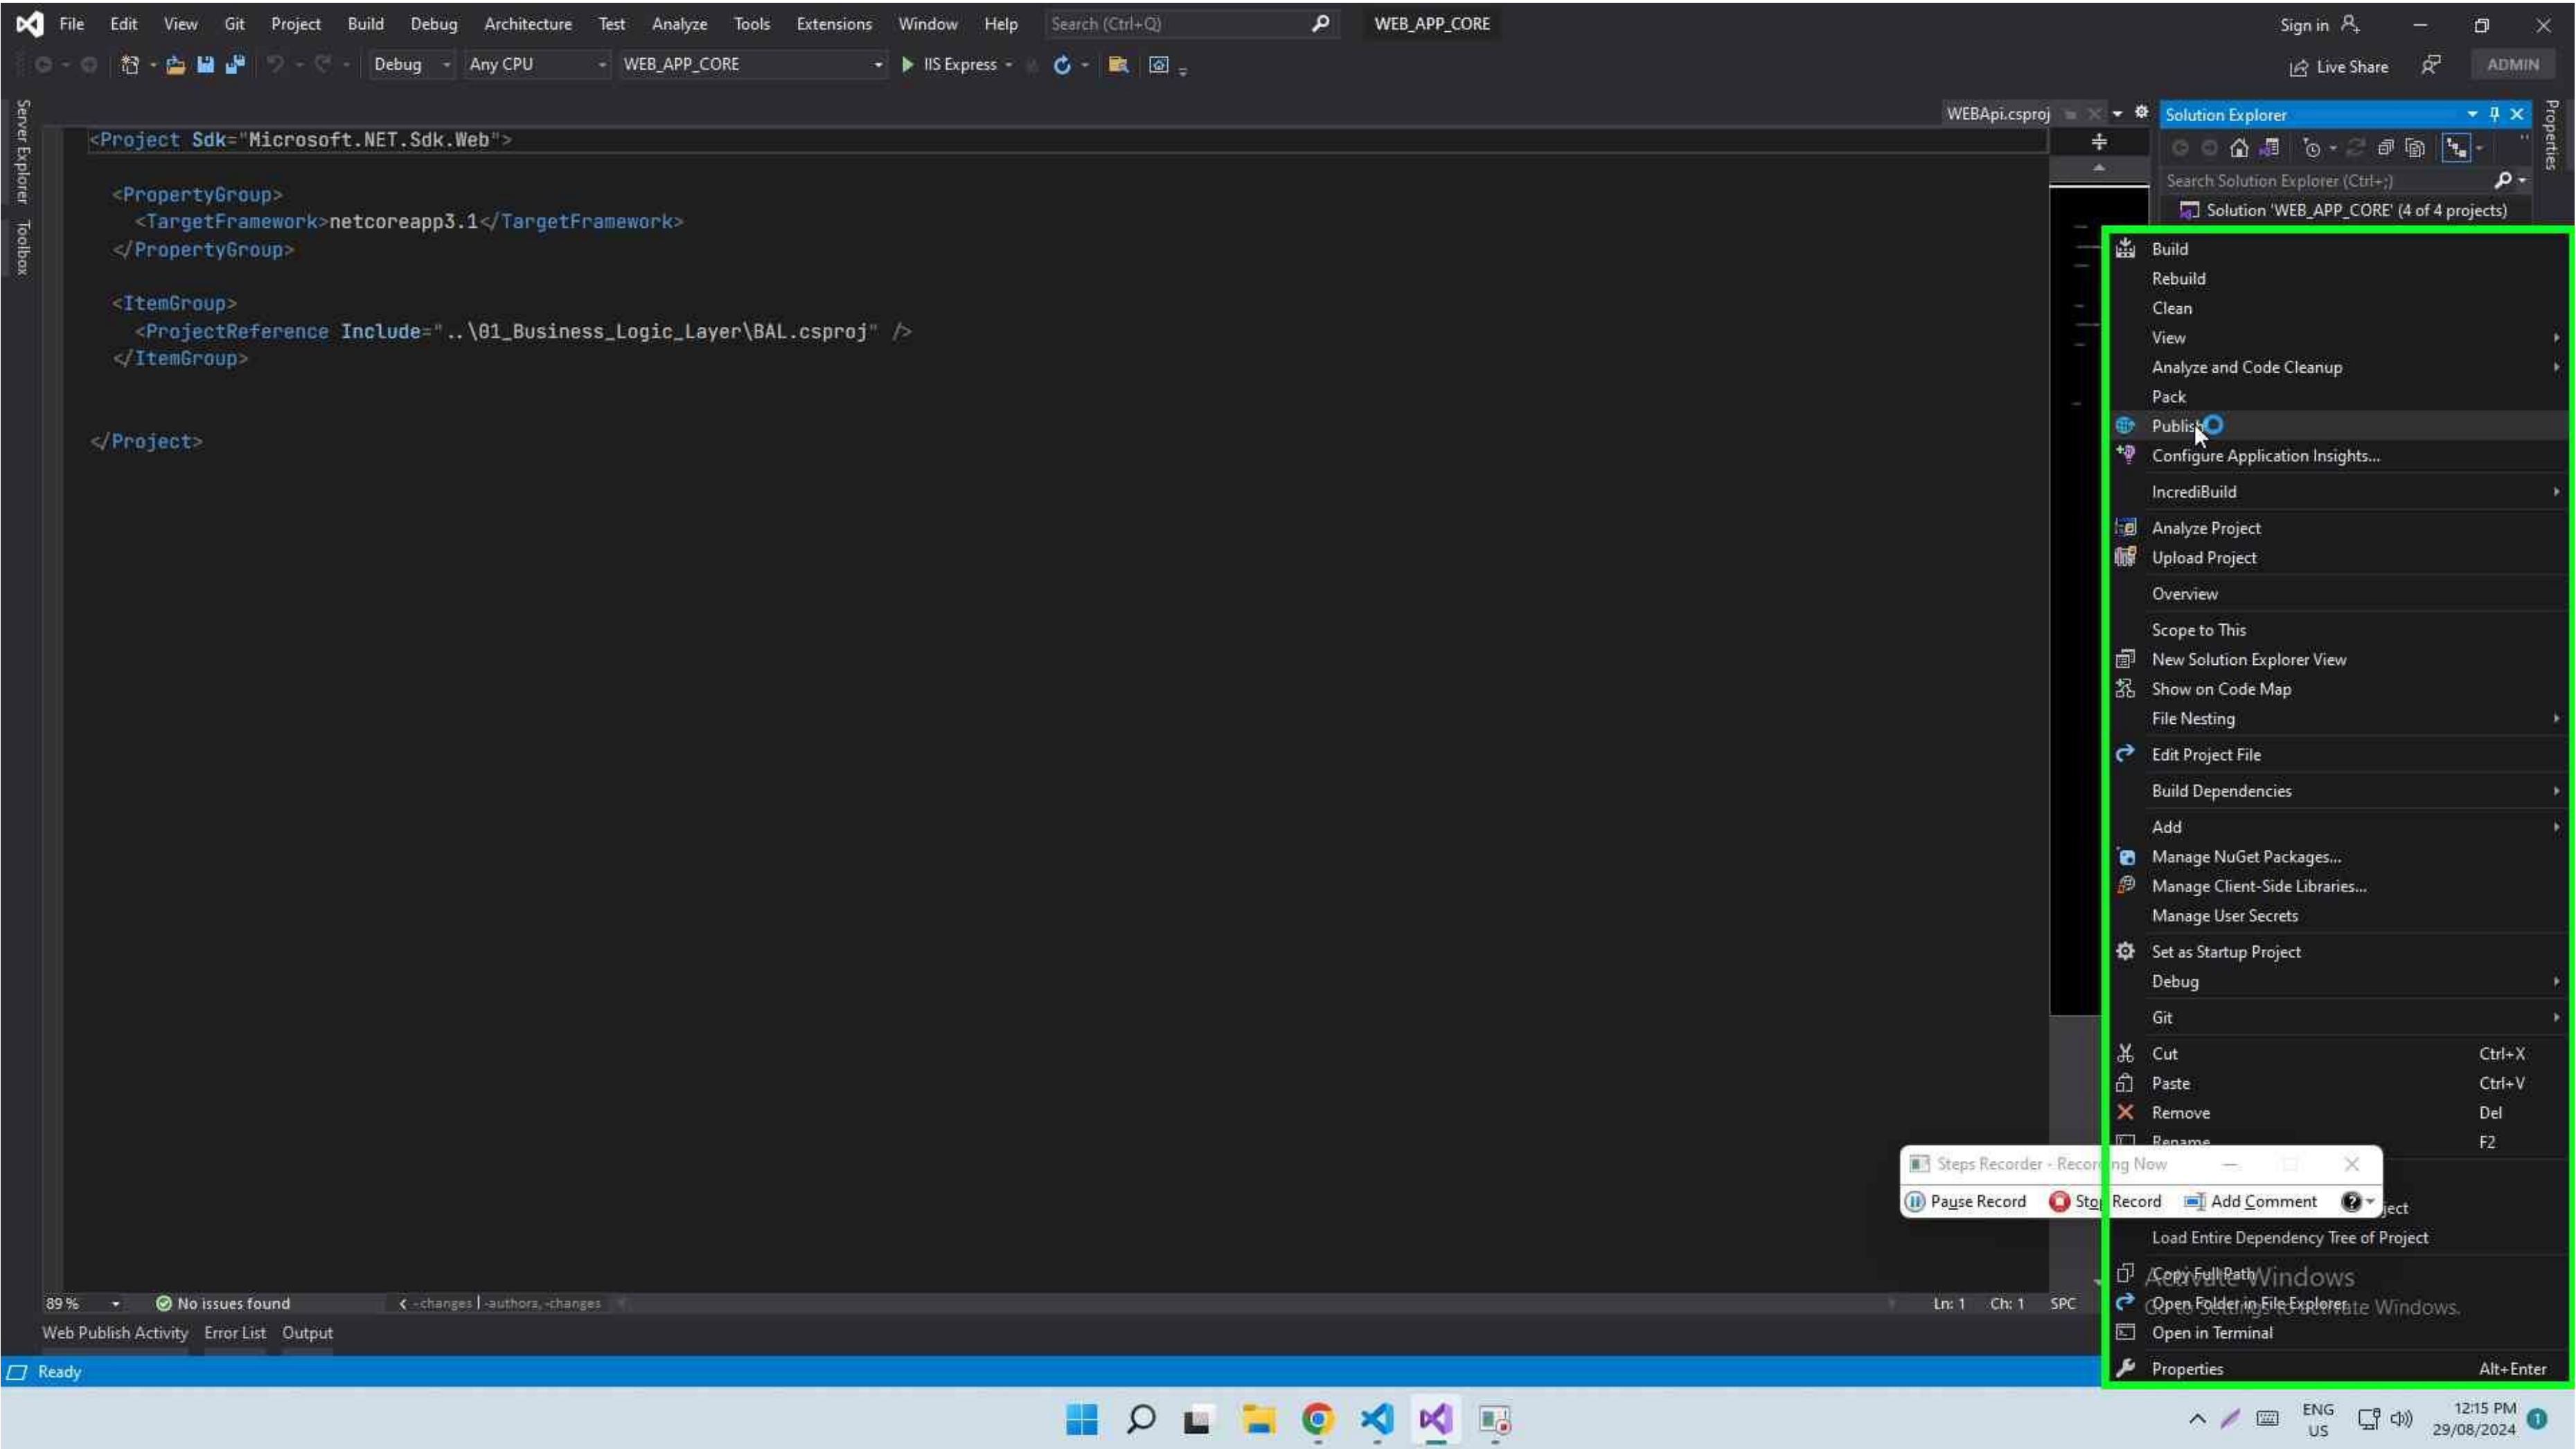 File Edit View Git Project Build Debug Architecture Test Analyze Tools Extensions Window Help Search (Ctrl+Q) WEB_APP_CORE Sign in
Debug Any CPU WEB_APP_CORE IIS Express Live Share ADMIN
Server Explorer
Toolbox
WEBApi.csproj
<Project Sdk="Microsoft.NET.Sdk.Web">
<PropertyGroup>
<TargetFramework>netcoreapp3.1</TargetFramework>
</PropertyGroup>
<ItemGroup>
<ProjectReference Include="..\01_Business_Logic_Layer\BAL.csproj" />
</ItemGroup>
</Project>
Solution Explorer
Properties
Search Solution Explorer (Ctrl+;)
Solution 'WEB_APP_CORE' (4 of 4 projects)
Build
Rebuild
Clean
View
Analyze and Code Cleanup
Pack
Publish
Configure Application Insights...
IncrediBuild
Analyze Project
Upload Project
Overview
Scope to This
New Solution Explorer View
Show on Code Map
File Nesting
Edit Project File
Build Dependencies
Add
Manage NuGet Packages...
Manage Client-Side Libraries...
Manage User Secrets
Set as Startup Project
Debug
Git
Cut Ctrl+X
Paste Ctrl+V
Remove Del
Rename F2
Steps Recorder - Recording Now
Pause Record Stop Record Add Comment
Load Entire Dependency Tree of Project
Copy Full Path
Activate Windows
Open Folder in File Explorer
Go to Settings to activate Windows.
Open in Terminal
Properties Alt+Enter
89 % No issues found -changes | -authors, -changes Ln: 1 Ch: 1 SPC
Web Publish Activity Error List Output
Ready
ENG
US
12:15 PM
29/08/2024
1